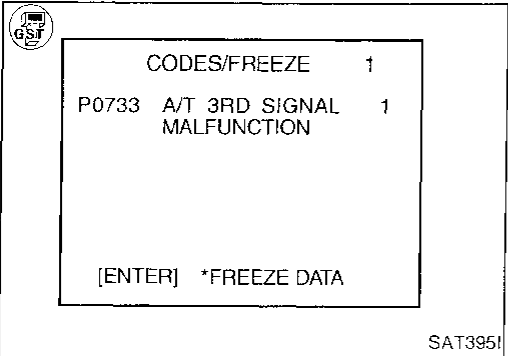 GST
CODES/FREEZE 1
P0733 A/T 3RD SIGNAL 1
MALFUNCTION
[ENTER] *FREEZE DATA
SAT395I